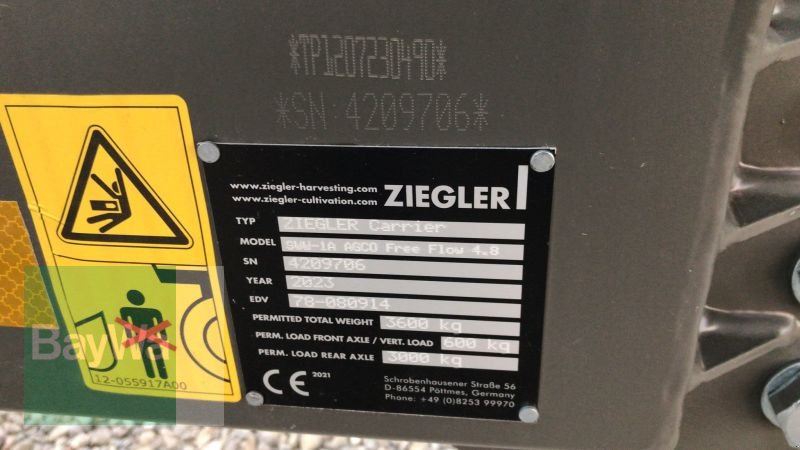 *TP1207230490*
*SN:4209706*
www.ziegler-harvesting.com
www.ziegler-cultivation.com
ZIEGLER
TYP ZIEGLER Carrier
MODEL SWW-1A AGCO Free Flow 4.8
SN 4209706
YEAR 2023
EDV 78-080914
PERMITTED TOTAL WEIGHT 3600 kg
PERM. LOAD FRONT AXLE / VERT. LOAD 600 kg
PERM. LOAD REAR AXLE 3000 kg
CE 2021
Schrobenhausener Straße 56
D-86554 Pöttmes, Germany
Phone: +49 (0)8253 99970
BayWa
12-055917A00